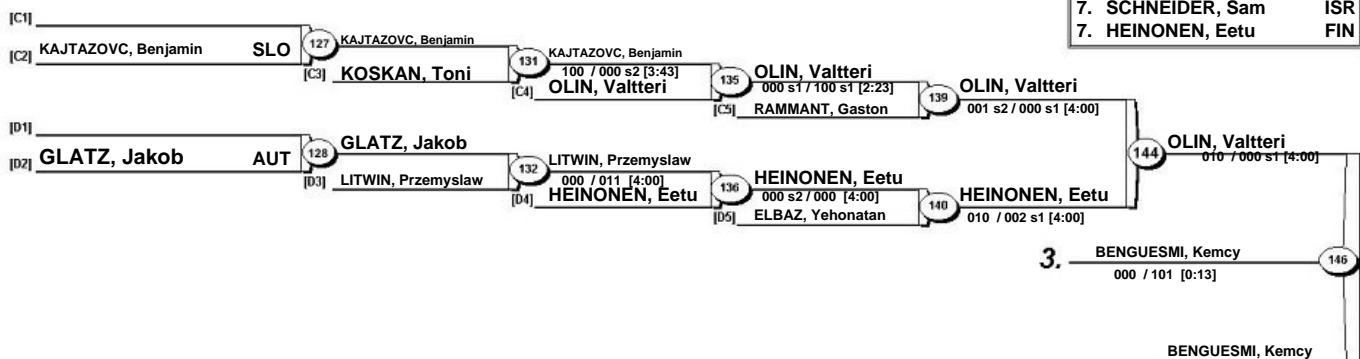 7. SCHNEIDER, Sam ISR
7. HEINONEN, Eetu FIN
[C1]
[C2] KAJTAZOVC, Benjamin SLO
127
KAJTAZOVC, Benjamin
[C3] KOSKAN, Toni
131
KAJTAZOVC, Benjamin
100 / 000 s2 [3:43]
[C4] OLIN, Valtteri
135
OLIN, Valtteri
000 s1 / 100 s1 [2:23]
[C5] RAMMANT, Gaston
139
OLIN, Valtteri
001 s2 / 000 s1 [4:00]
[D1]
[D2] GLATZ, Jakob AUT
128
GLATZ, Jakob
[D3] LITWIN, Przemyslaw
132
LITWIN, Przemyslaw
000 / 011 [4:00]
[D4] HEINONEN, Eetu
136
HEINONEN, Eetu
000 s2 / 000 [4:00]
[D5] ELBAZ, Yehonatan
140
HEINONEN, Eetu
010 / 002 s1 [4:00]
144
OLIN, Valtteri
010 / 000 s1 [4:00]
3. BENGUESMI, Kemcy
000 / 101 [0:13]
146
BENGUESMI, Kemcy